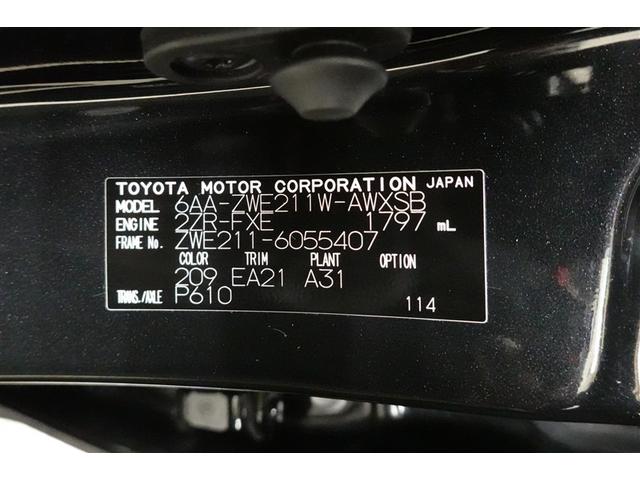 TOYOTA MOTOR CORPORATION JAPAN
MODEL 6AA-ZWE211W-AWXSB
ENGINE 2ZR-FXE 1797 mL
FRAME No. ZWE211-6055407
COLOR TRIM PLANT OPTION
209 EA21 A31
TRANS./AXLE P610
114